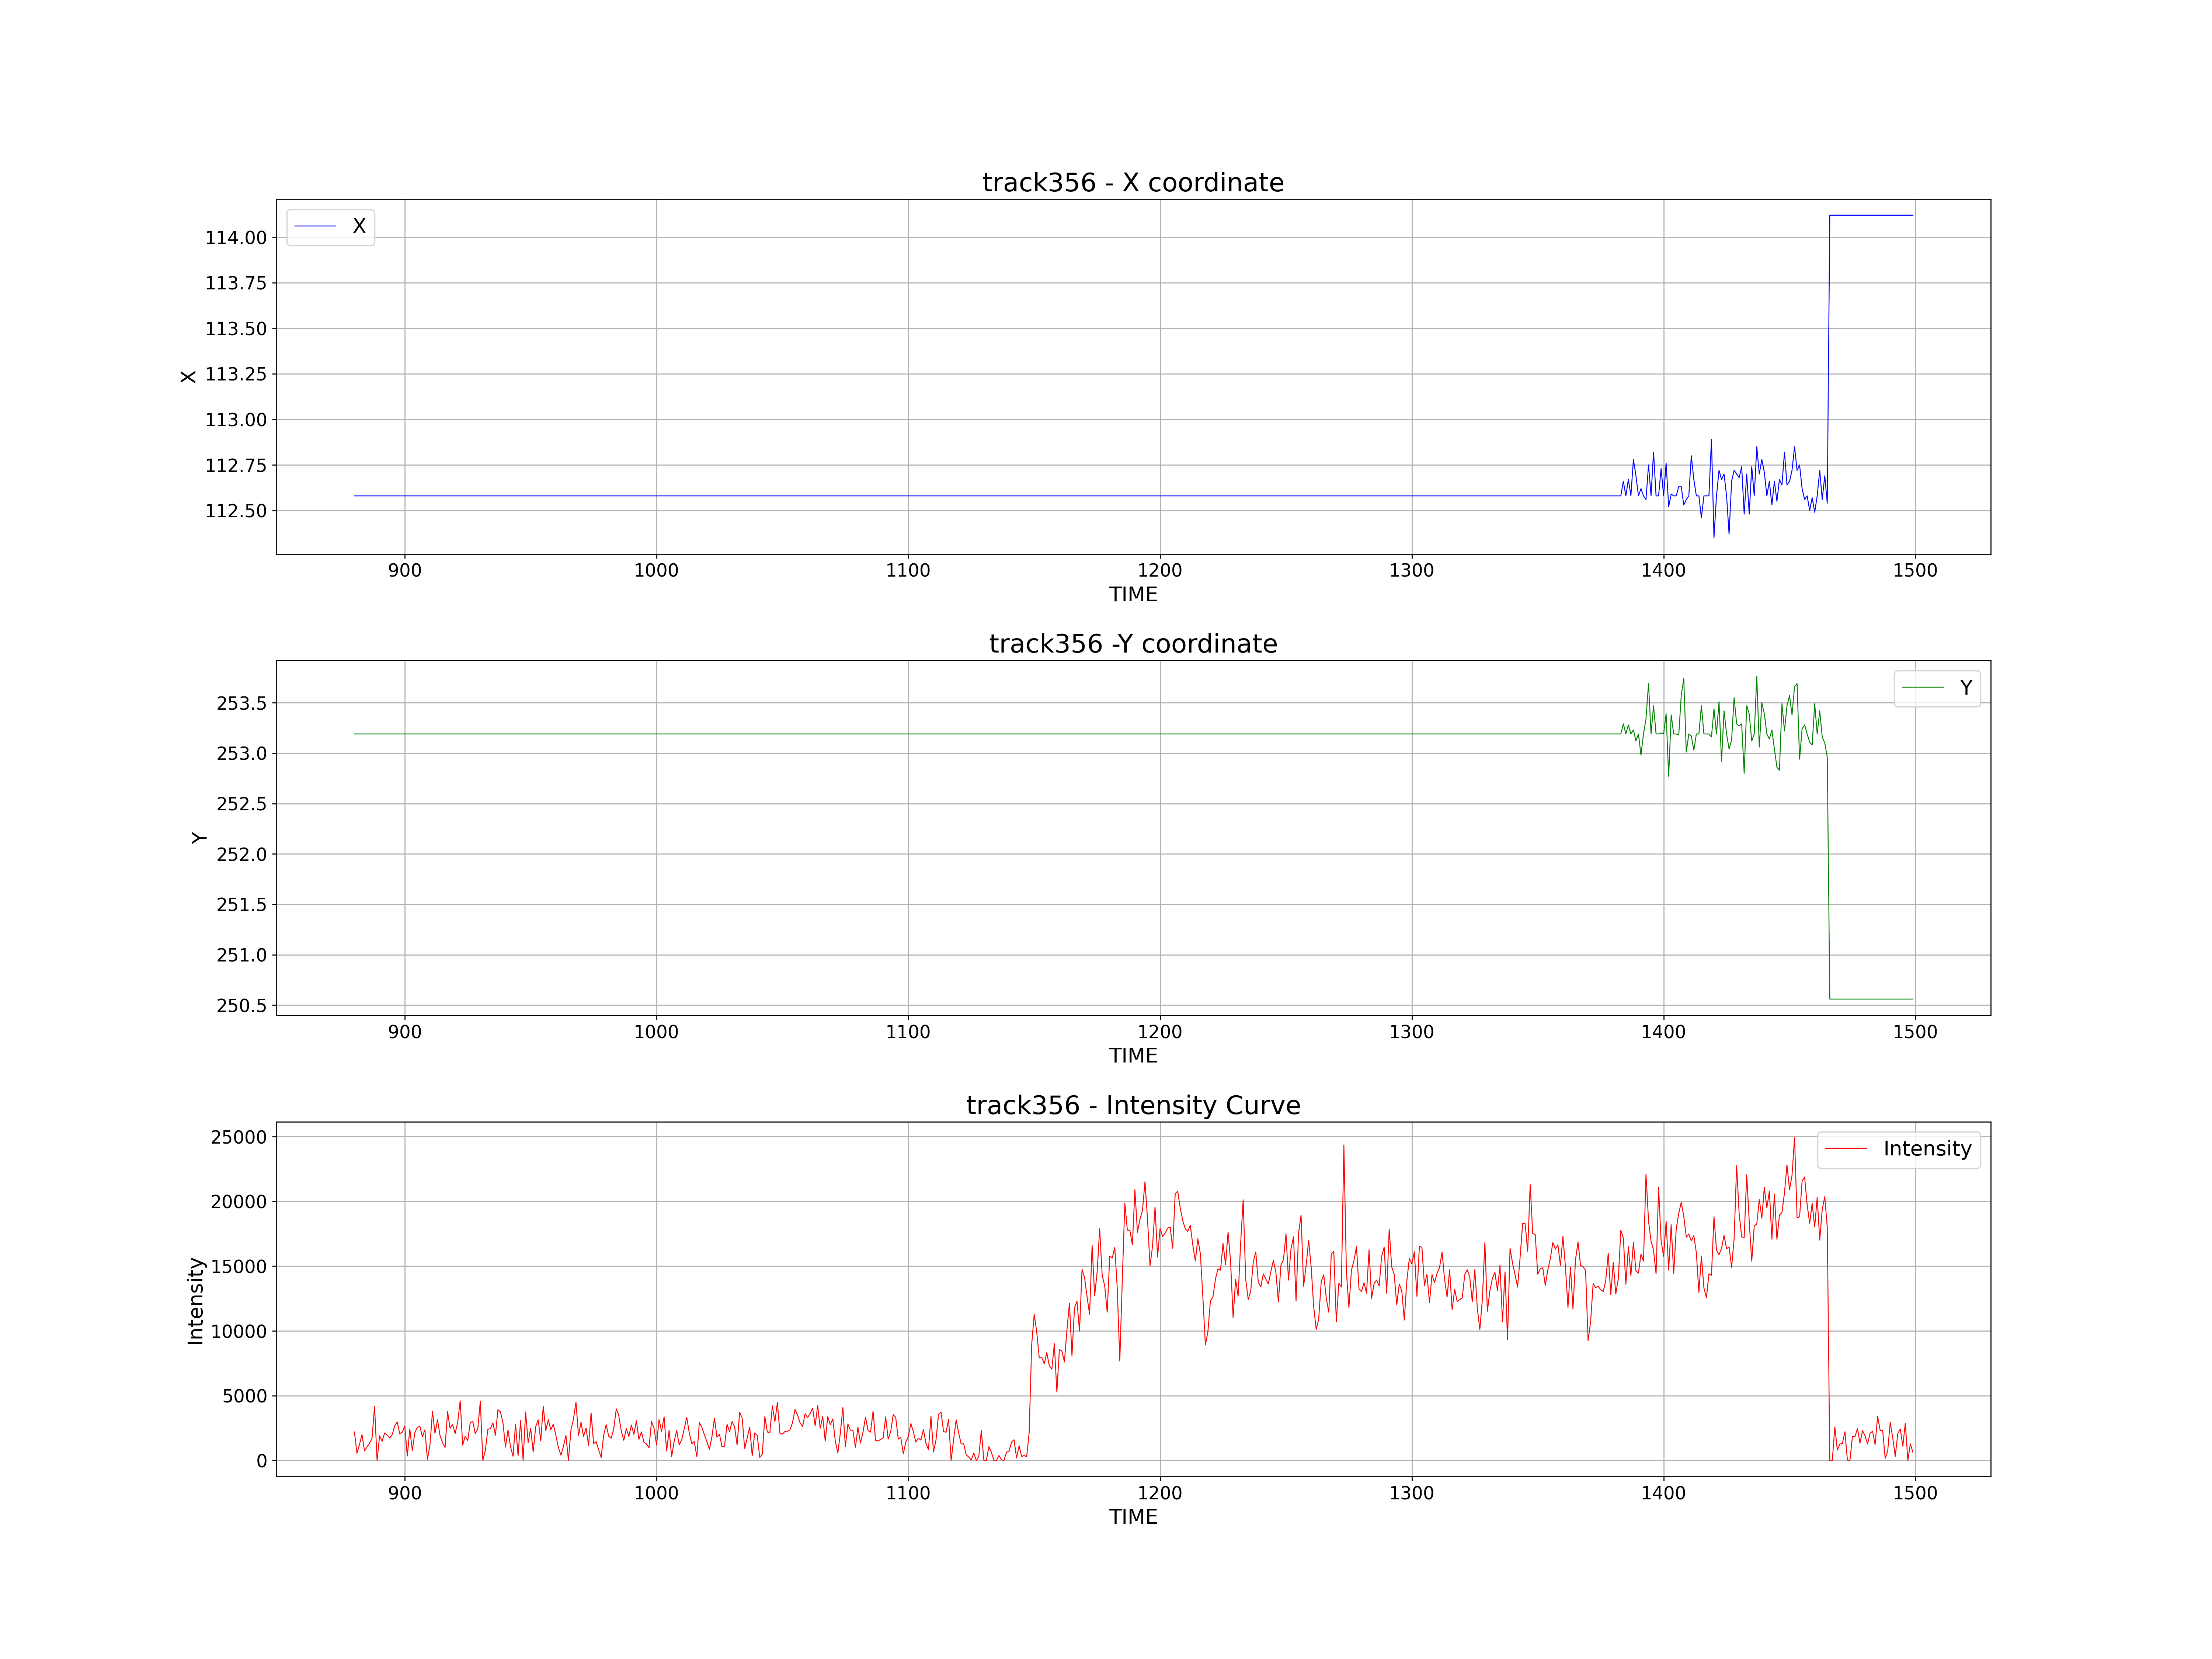 track356 - X coordinate
X
114.00
113.75
113.50
113.25
113.00
112.75
112.50
X
900 1000 1100 1200 1300 1400 1500
TIME
track356 -Y coordinate
Y
253.5
253.0
252.5
252.0
251.5
251.0
250.5
Y
900 1000 1100 1200 1300 1400 1500
TIME
track356 - Intensity Curve
Intensity
25000
20000
15000
10000
5000
0
Intensity
900 1000 1100 1200 1300 1400 1500
TIME